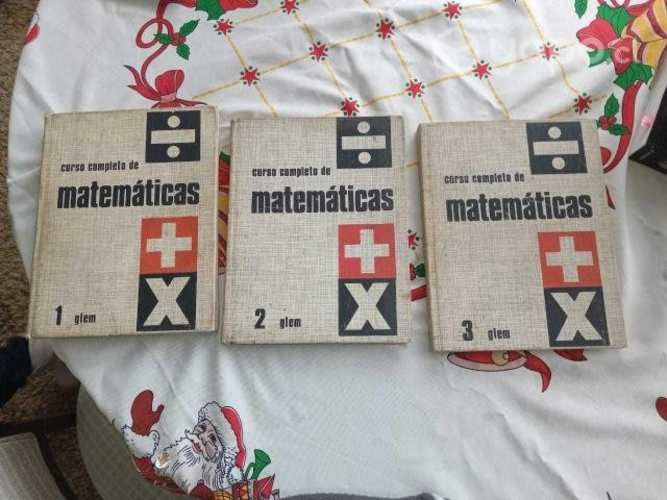 curso completo de
matemáticas
1 glem
curso completo de
matemáticas
2 glem
curso completo de
matemáticas
3 glem